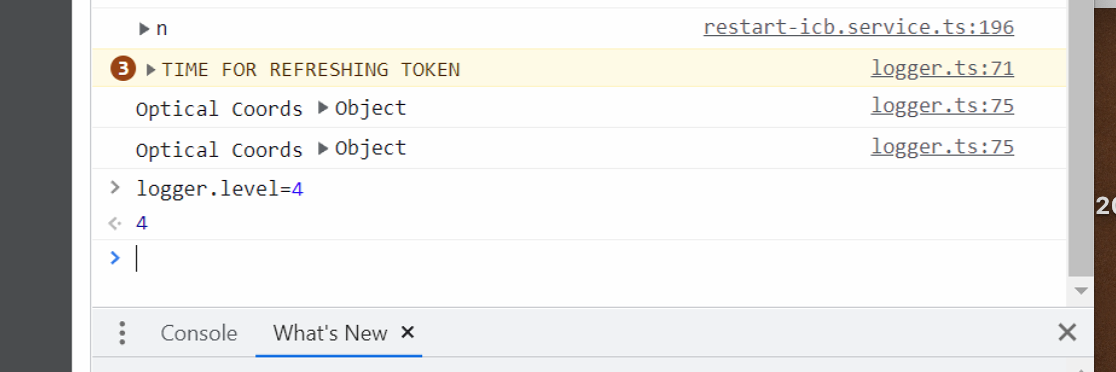 n restart-icb.service.ts:196
3 TIME FOR REFRESHING TOKEN logger.ts:71
Optical Coords Object logger.ts:75
Optical Coords Object logger.ts:75
logger.level=4
4
Console What's New